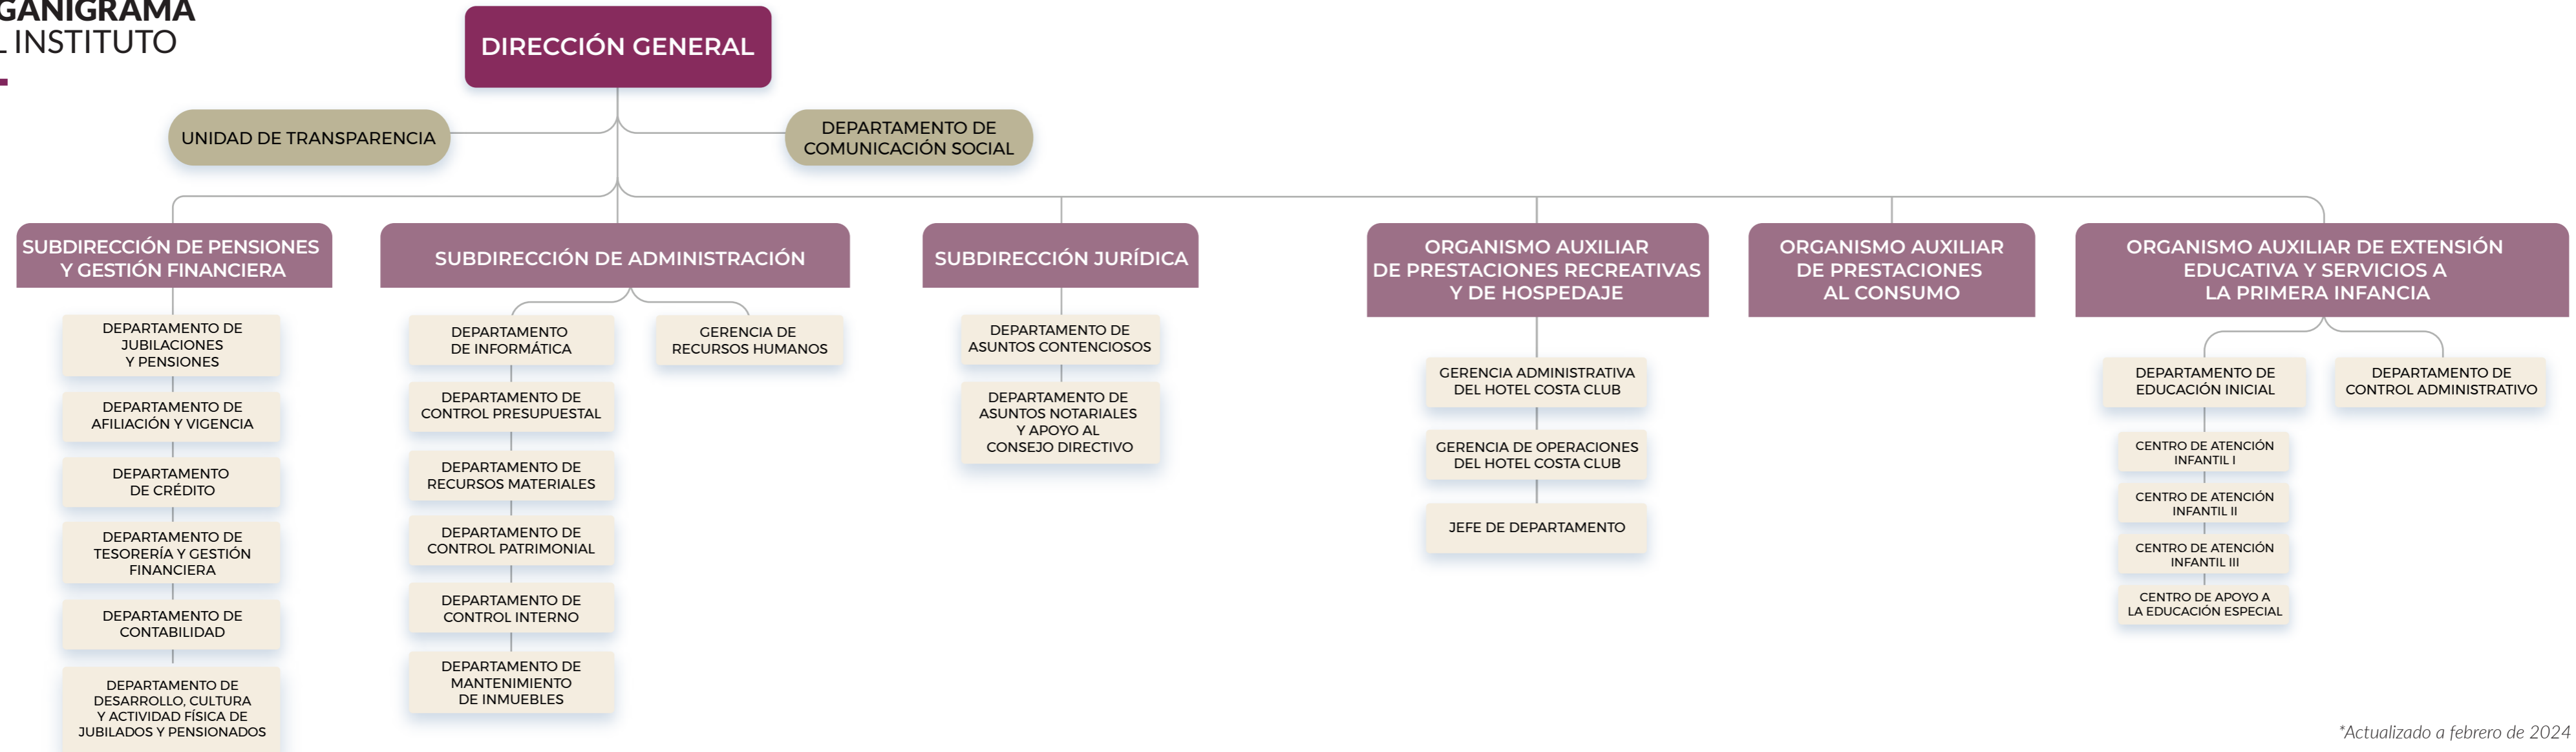 GANIGRAMA
L INSTITUTO
DIRECCIÓN GENERAL
UNIDAD DE TRANSPARENCIA
DEPARTAMENTO DE
COMUNICACIÓN SOCIAL
SUBDIRECCIÓN DE PENSIONES
Y GESTIÓN FINANCIERA
DEPARTAMENTO DE
JUBILACIONES
Y PENSIONES
DEPARTAMENTO DE
AFILIACIÓN Y VIGENCIA
DEPARTAMENTO
DE CRÉDITO
DEPARTAMENTO DE
TESORERÍA Y GESTIÓN
FINANCIERA
DEPARTAMENTO DE
CONTABILIDAD
DEPARTAMENTO DE
DESARROLLO, CULTURA
Y ACTIVIDAD FÍSICA DE
JUBILADOS Y PENSIONADOS
SUBDIRECCIÓN DE ADMINISTRACIÓN
DEPARTAMENTO
DE INFORMÁTICA
DEPARTAMENTO DE
CONTROL PRESUPUESTAL
DEPARTAMENTO DE
RECURSOS MATERIALES
DEPARTAMENTO DE
CONTROL PATRIMONIAL
DEPARTAMENTO DE
CONTROL INTERNO
DEPARTAMENTO DE
MANTENIMIENTO
DE INMUEBLES
GERENCIA DE
RECURSOS HUMANOS
SUBDIRECCIÓN JURÍDICA
DEPARTAMENTO DE
ASUNTOS CONTENCIOSOS
DEPARTAMENTO DE
ASUNTOS NOTARIALES
Y APOYO AL
CONSEJO DIRECTIVO
ORGANISMO AUXILIAR
DE PRESTACIONES RECREATIVAS
Y DE HOSPEDAJE
GERENCIA ADMINISTRATIVA
DEL HOTEL COSTA CLUB
GERENCIA DE OPERACIONES
DEL HOTEL COSTA CLUB
JEFE DE DEPARTAMENTO
ORGANISMO AUXILIAR
DE PRESTACIONES
AL CONSUMO
ORGANISMO AUXILIAR DE EXTENSIÓN
EDUCATIVA Y SERVICIOS A
LA PRIMERA INFANCIA
DEPARTAMENTO DE
EDUCACIÓN INICIAL
CENTRO DE ATENCIÓN
INFANTIL I
CENTRO DE ATENCIÓN
INFANTIL II
CENTRO DE ATENCIÓN
INFANTIL III
CENTRO DE APOYO A
LA EDUCACIÓN ESPECIAL
DEPARTAMENTO DE
CONTROL ADMINISTRATIVO
*Actualizado a febrero de 2024